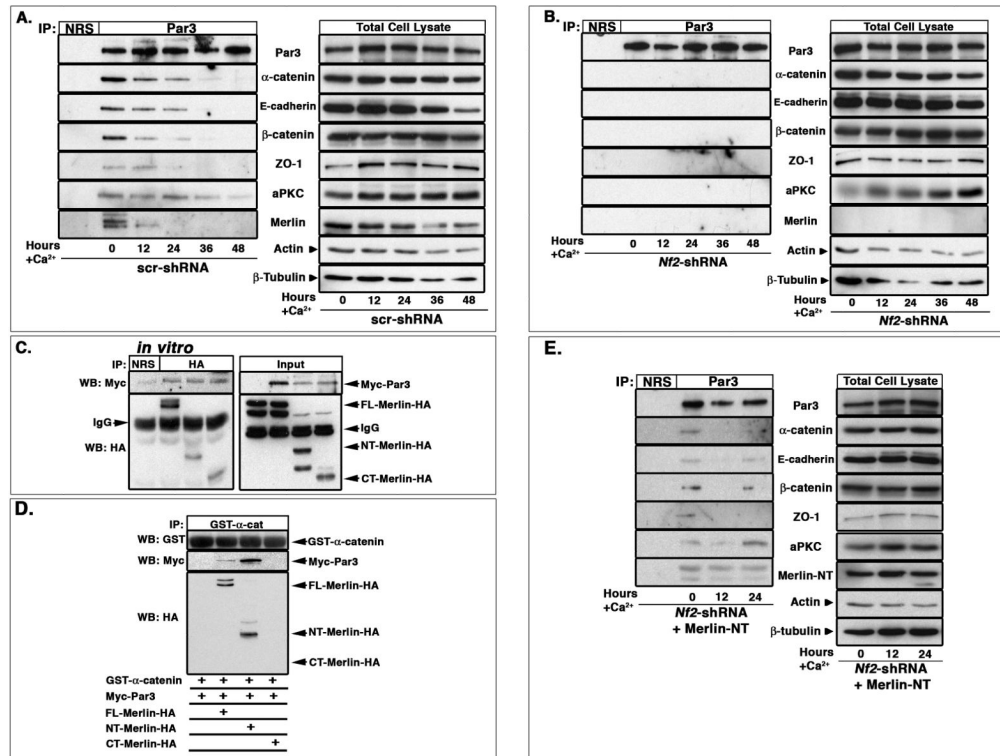 A.
IP: NRS Par3 Total Cell Lysate
Par3
α-catenin
E-cadherin
β-catenin
ZO-1
aPKC
Merlin
Actin
β-Tubulin
Hours +Ca²⁺ 0 12 24 36 48
scr-shRNA
Hours +Ca²⁺ 0 12 24 36 48
scr-shRNA
B.
IP: NRS Par3 Total Cell Lysate
Par3
α-catenin
E-cadherin
β-catenin
ZO-1
aPKC
Merlin
Actin
β-Tubulin
Hours +Ca²⁺ 0 12 24 36 48
Nf2-shRNA
0 12 24 36 48
Nf2-shRNA
C.
in vitro
IP: NRS HA Input
WB: Myc
Myc-Par3
FL-Merlin-HA
IgG
IgG
WB: HA
NT-Merlin-HA
CT-Merlin-HA
D.
IP: GST-α-cat
WB: GST
GST-α-catenin
WB: Myc
Myc-Par3
FL-Merlin-HA
WB: HA
NT-Merlin-HA
CT-Merlin-HA
GST-α-catenin + + + +
Myc-Par3 + + + +
FL-Merlin-HA +
NT-Merlin-HA +
CT-Merlin-HA +
E.
IP: NRS Par3 Total Cell Lysate
Par3
α-catenin
E-cadherin
β-catenin
ZO-1
aPKC
Merlin-NT
Actin
β-tubulin
Hours +Ca²⁺ 0 12 24
Nf2-shRNA
+ Merlin-NT
Hours +Ca²⁺ 0 12 24
Nf2-shRNA
+ Merlin-NT